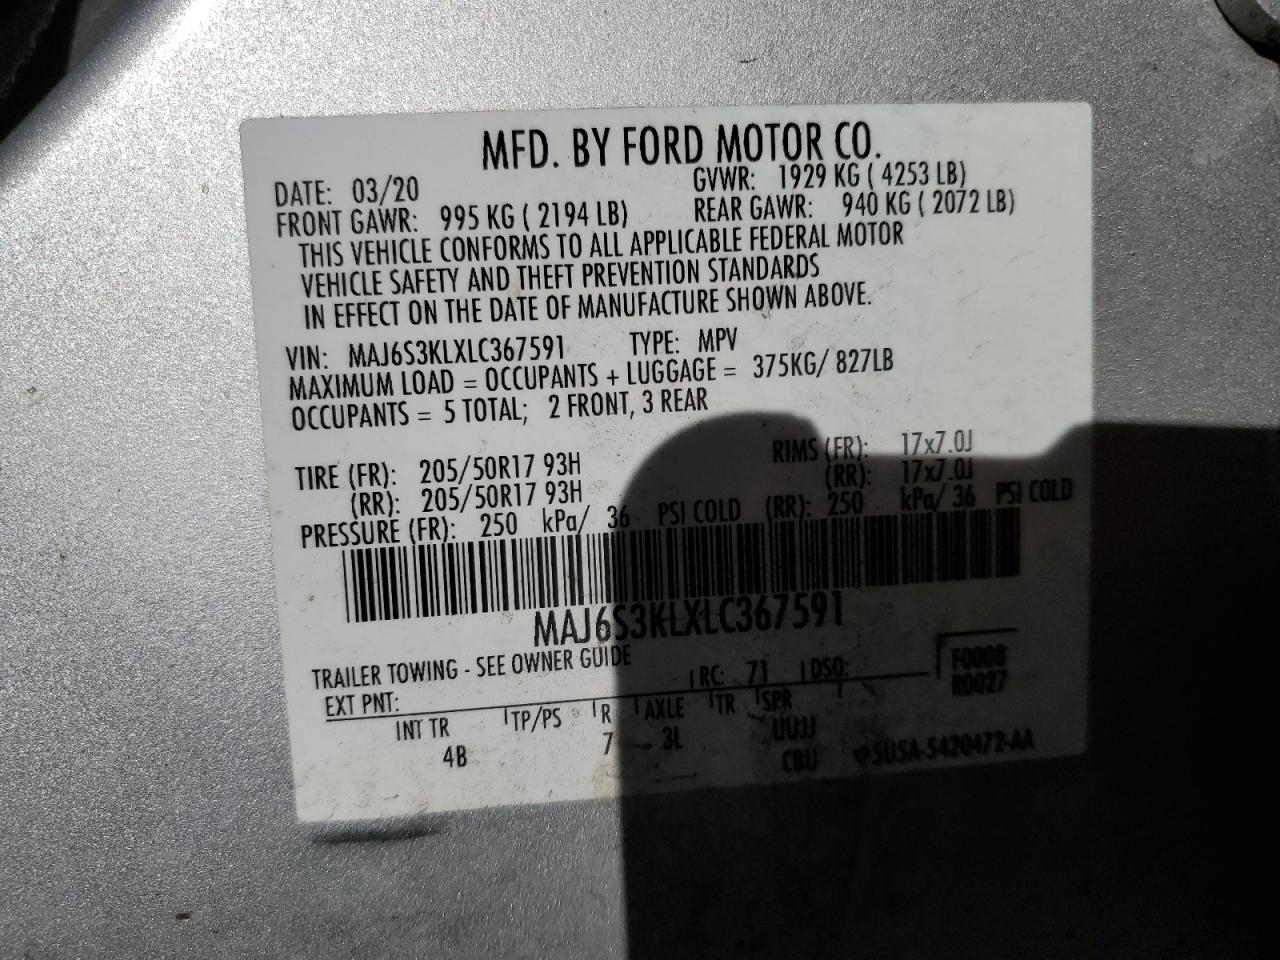 MFD. BY FORD MOTOR CO.
DATE: 03/20 GVWR: 1929 KG ( 4253 LB)
FRONT GAWR: 995 KG ( 2194 LB) REAR GAWR: 940 KG ( 2072 LB)
THIS VEHICLE CONFORMS TO ALL APPLICABLE FEDERAL MOTOR
VEHICLE SAFETY AND THEFT PREVENTION STANDARDS
IN EFFECT ON THE DATE OF MANUFACTURE SHOWN ABOVE.
VIN: MAJ6S3KLXLC367591 TYPE: MPV
MAXIMUM LOAD = OCCUPANTS + LUGGAGE = 375KG/ 827LB
OCCUPANTS = 5 TOTAL; 2 FRONT, 3 REAR
TIRE (FR): 205/50R17 93H RIMS (FR): 17x7.0J
(RR): 205/50R17 93H (RR): 17x7.0J
PRESSURE (FR): 250 kPa/ 36 PSI COLD (RR): 250 kPa/ 36 PSI COLD
MAJ6S3KLXLC367591
TRAILER TOWING - SEE OWNER GUIDE
EXT PNT: RC: 71 DSO: F0008
R0027
INT TR TP/PS R AXLE TR SPR
4B 7 3L UUJJ
CBU 5USA-5420472-AA